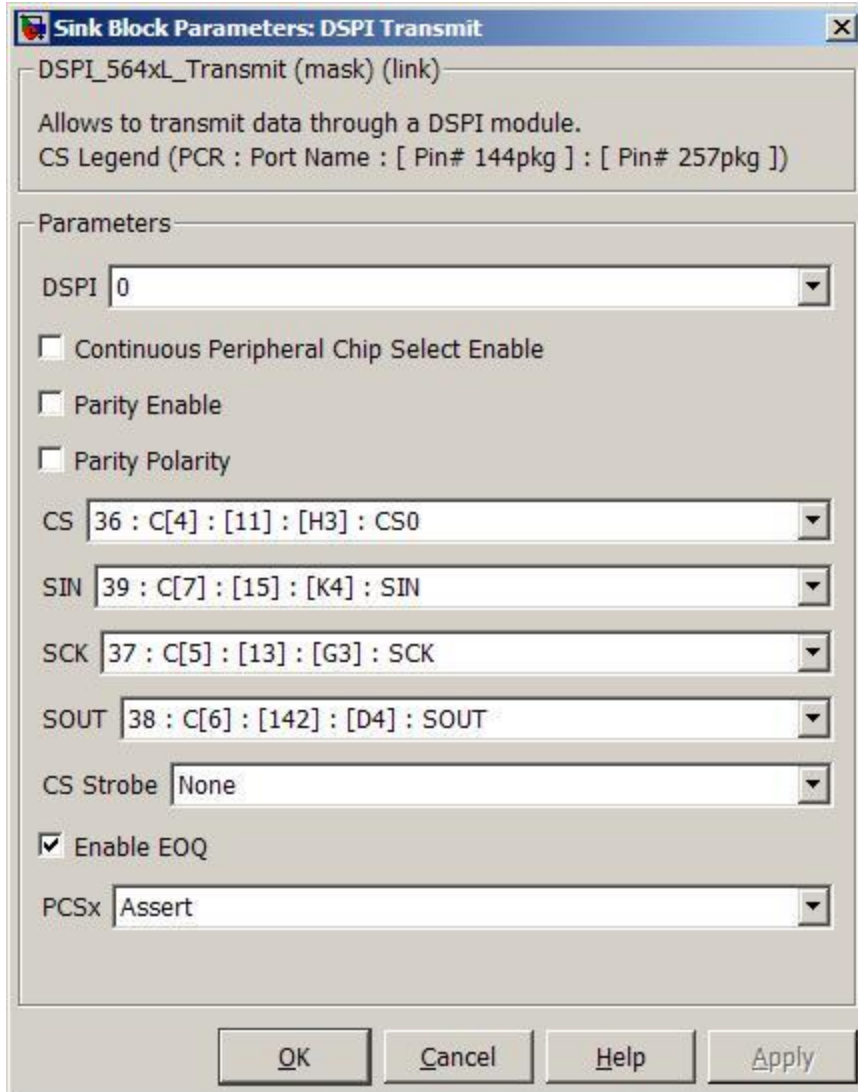 Sink Block Parameters: DSPI Transmit
DSPI_564xL_Transmit (mask) (link)
Allows to transmit data through a DSPI module.
CS Legend (PCR : Port Name : [ Pin# 144pkg ] : [ Pin# 257pkg ])
Parameters
DSPI 0
Continuous Peripheral Chip Select Enable
Parity Enable
Parity Polarity
CS 36 : C[4] : [11] : [H3] : CS0
SIN 39 : C[7] : [15] : [K4] : SIN
SCK 37 : C[5] : [13] : [G3] : SCK
SOUT 38 : C[6] : [142] : [D4] : SOUT
CS Strobe None
Enable EOQ
PCSx Assert
OK Cancel Help Apply